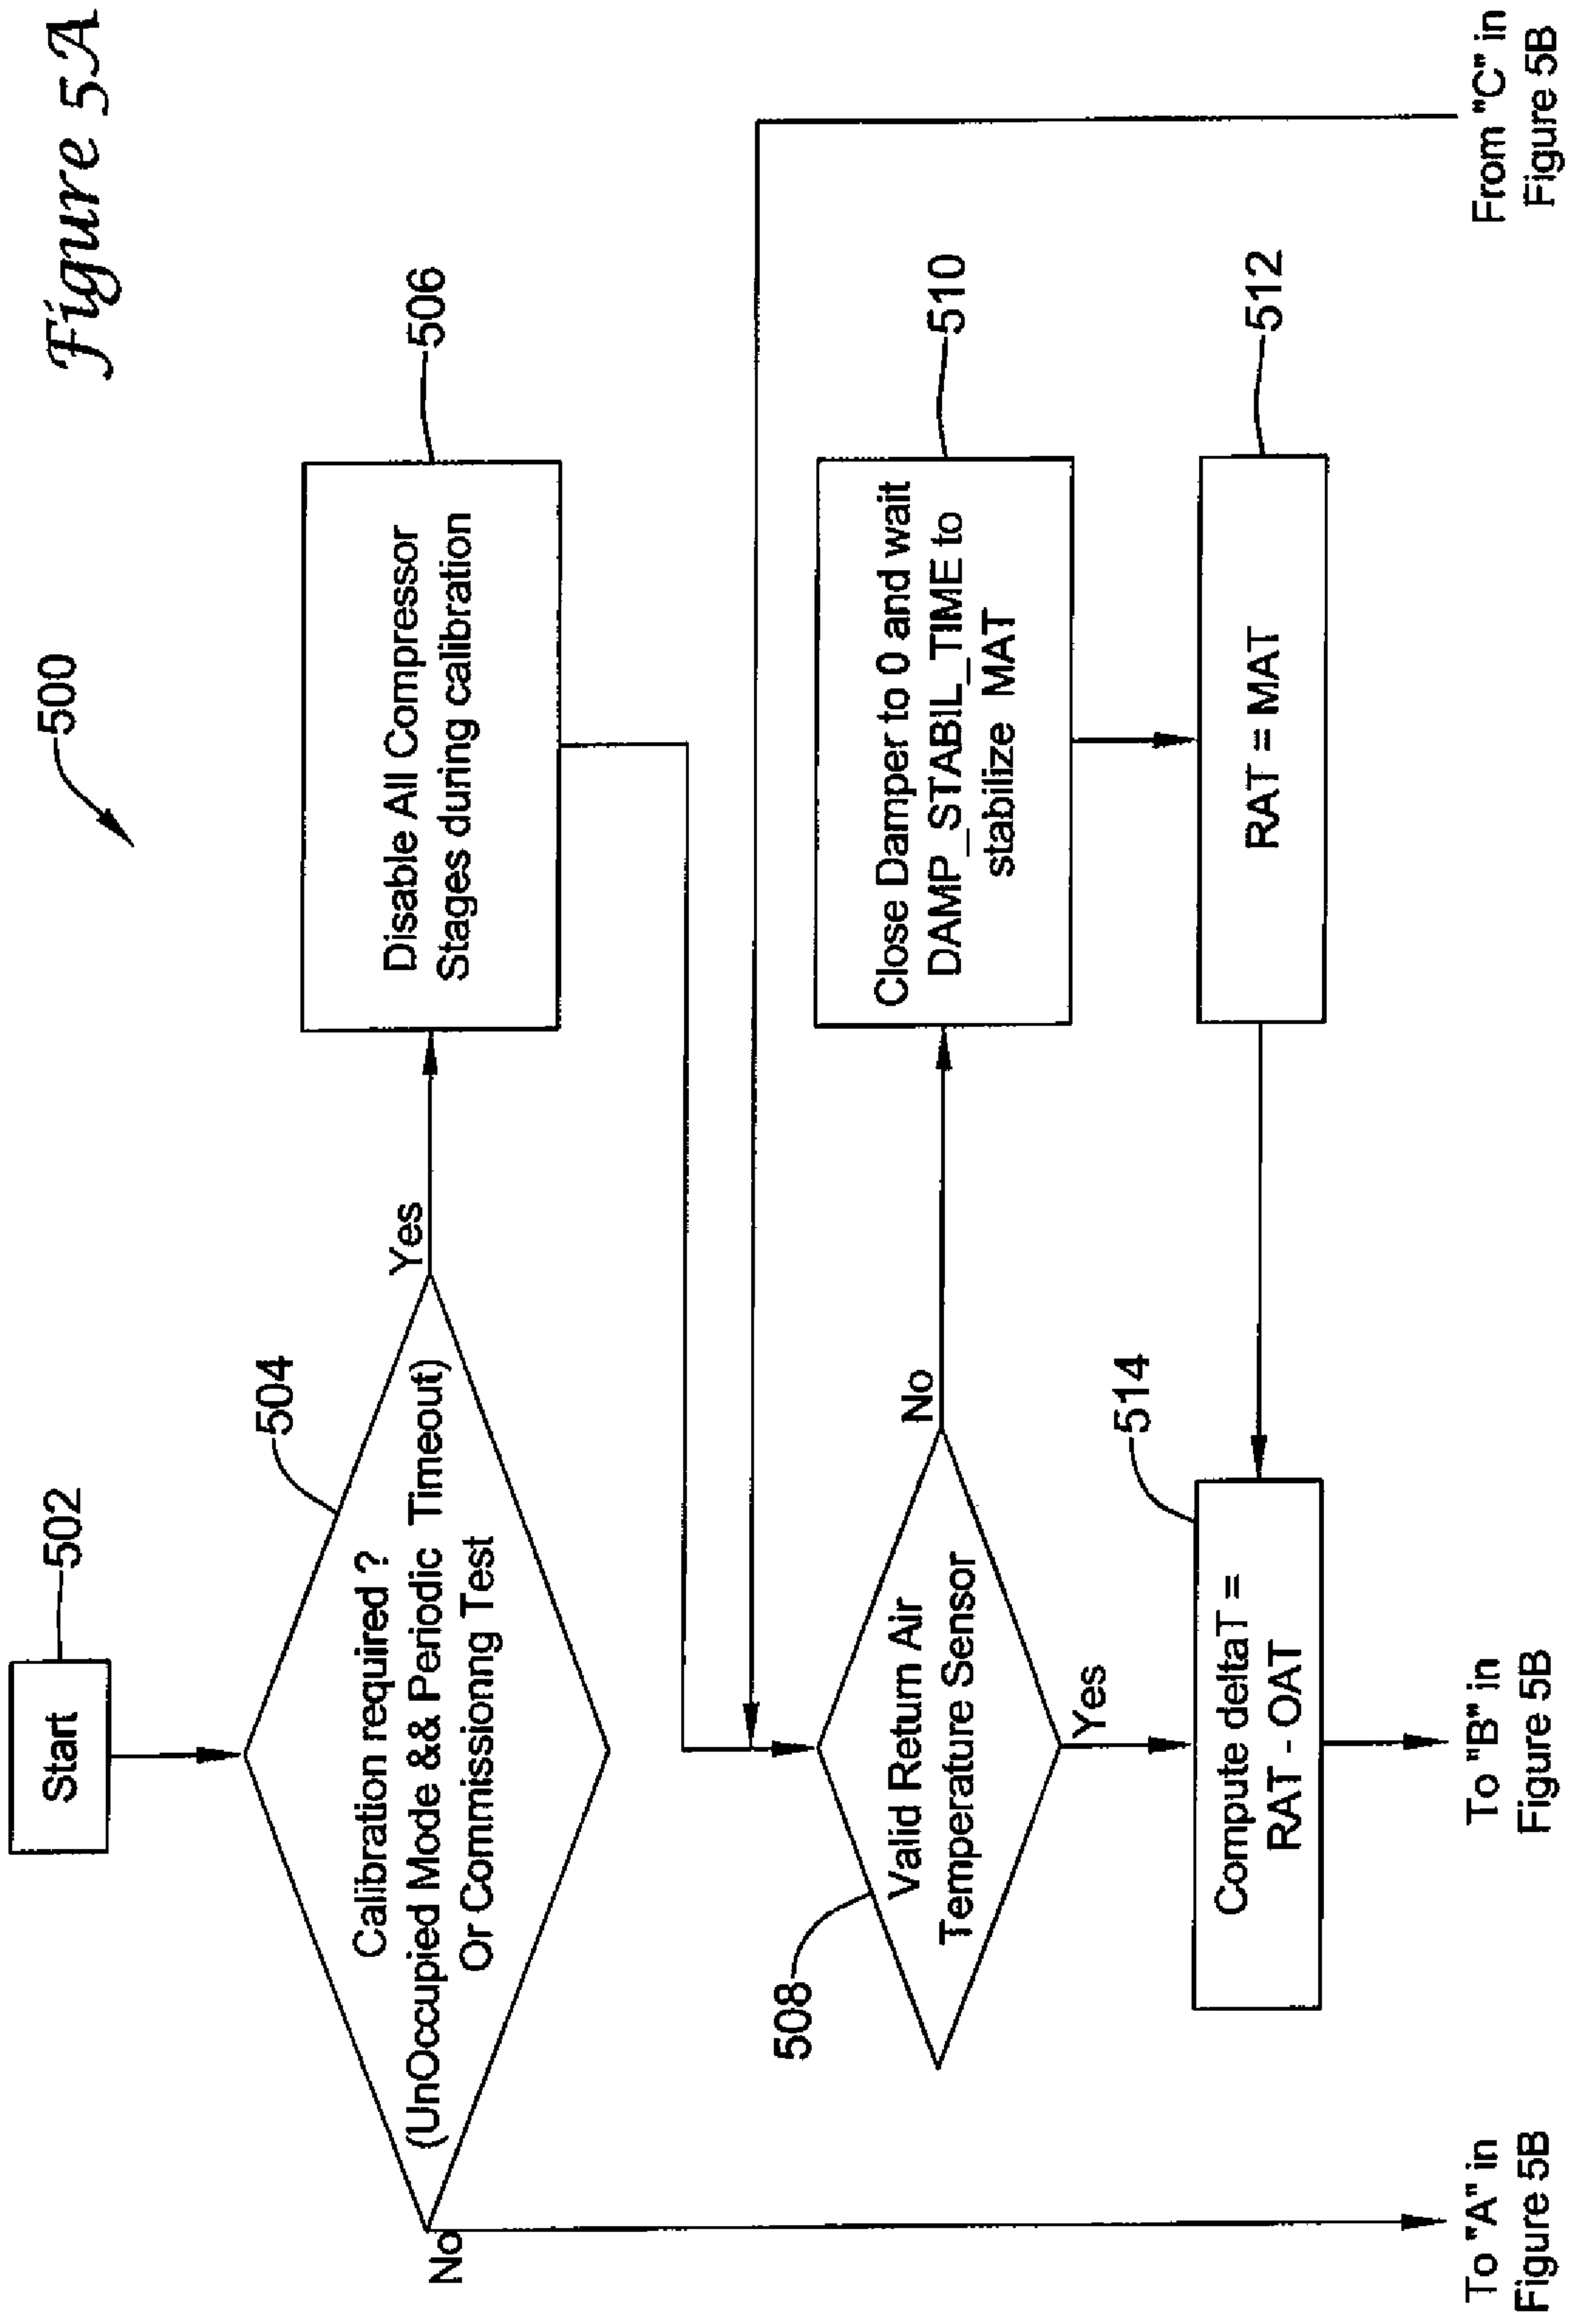 Figure 5A
500
Start
502
504
Calibration required ?
(UnOccupied Mode && Periodic Timeout)
Or Commissionng Test
Yes
No
Disable All Compressor
Stages during calibration
506
508
Valid Return Air
Temperature Sensor
No
Yes
Close Damper to 0 and wait
DAMP_STABIL_TIME to
stabilize MAT
510
RAT = MAT
512
514
Compute deltaT =
RAT - OAT
To "A" in
Figure 5B
To "B" in
Figure 5B
From "C" in
Figure 5B